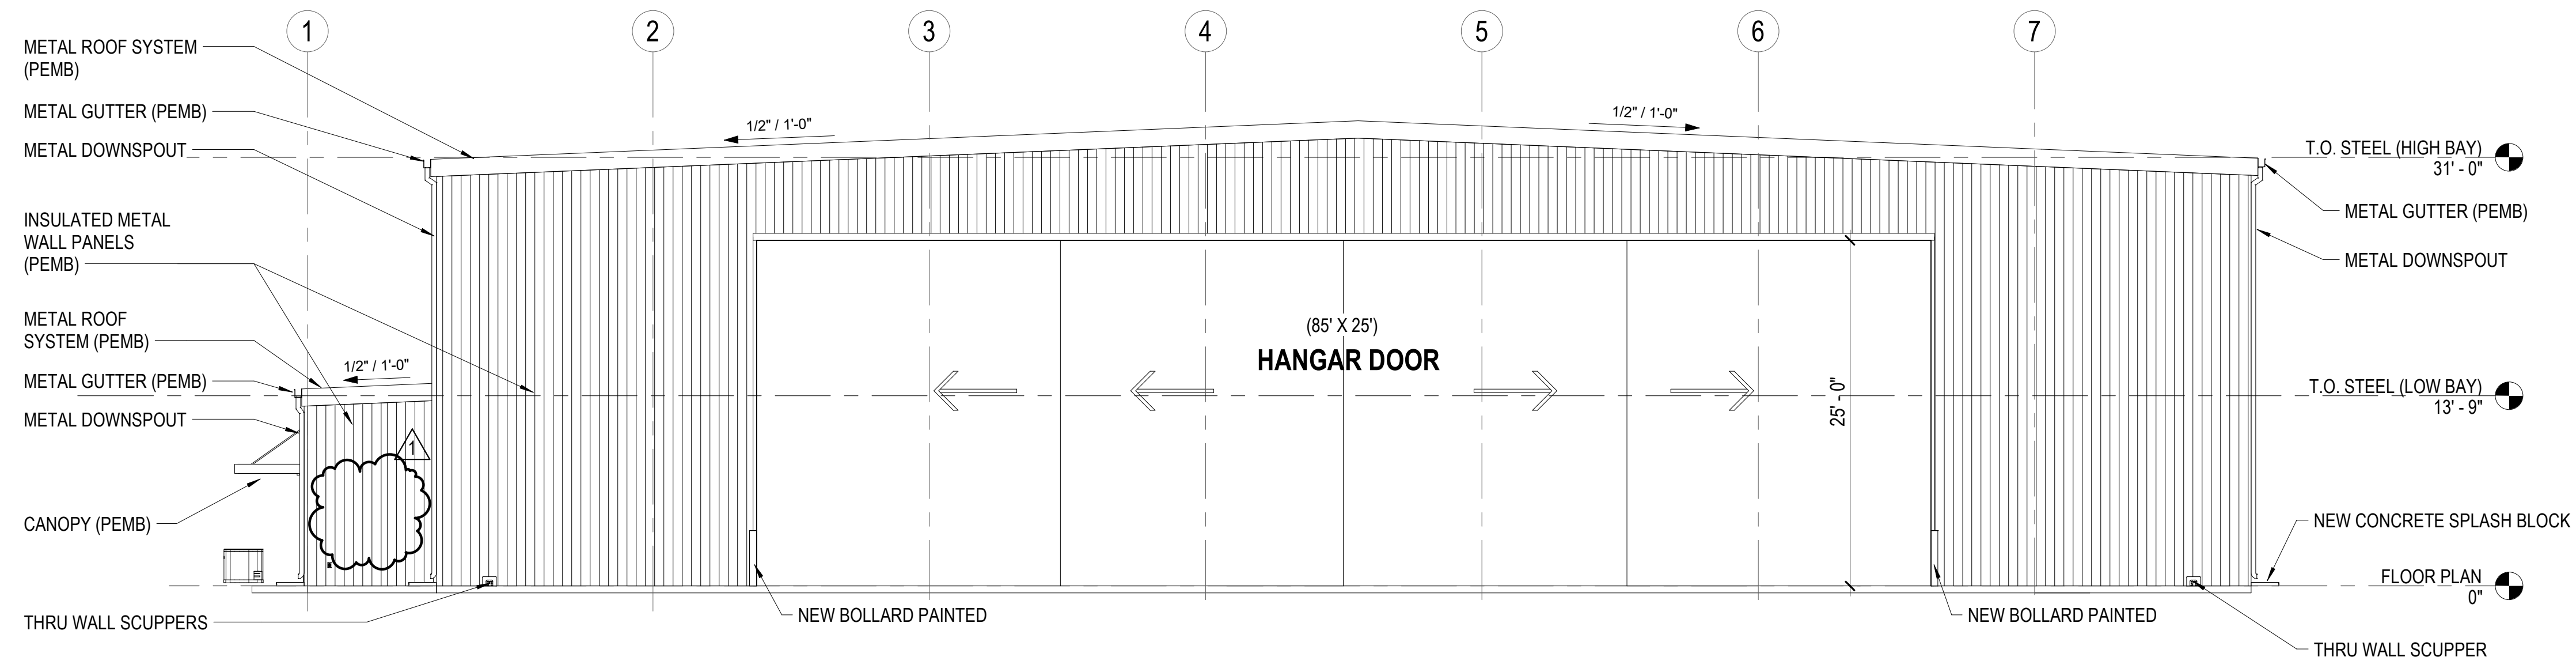 1
2
3
4
5
6
7
METAL ROOF SYSTEM
(PEMB)
METAL GUTTER (PEMB)
METAL DOWNSPOUT
INSULATED METAL
WALL PANELS
(PEMB)
METAL ROOF
SYSTEM (PEMB)
METAL GUTTER (PEMB)
METAL DOWNSPOUT
CANOPY (PEMB)
THRU WALL SCUPPERS
1/2" / 1'-0"
1/2" / 1'-0"
1/2" / 1'-0"
1
(85' X 25')
HANGAR DOOR
25' - 0"
NEW BOLLARD PAINTED
NEW BOLLARD PAINTED
T.O. STEEL (HIGH BAY)
31' - 0"
METAL GUTTER (PEMB)
METAL DOWNSPOUT
T.O. STEEL (LOW BAY)
13' - 9"
NEW CONCRETE SPLASH BLOCK
FLOOR PLAN
0"
THRU WALL SCUPPER